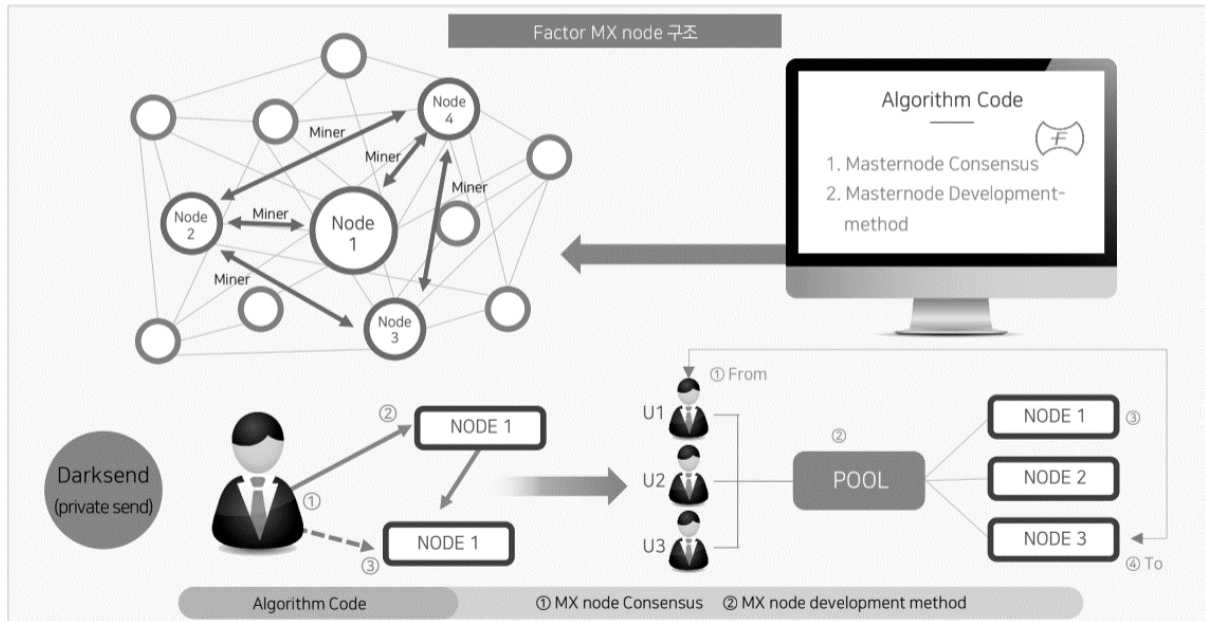 Factor MX node 구조
Node
4
Miner
Miner
Miner
Node
2
Miner
Node
1
Miner
Node
3
Algorithm Code
1. Masternode Consensus
2. Masternode Development-
method
Darksend
(private send)
①
②
NODE 1
③
NODE 1
① From
U1
U2
U3
②
POOL
NODE 1
③
NODE 2
NODE 3
④ To
Algorithm Code
① MX node Consensus ② MX node development method